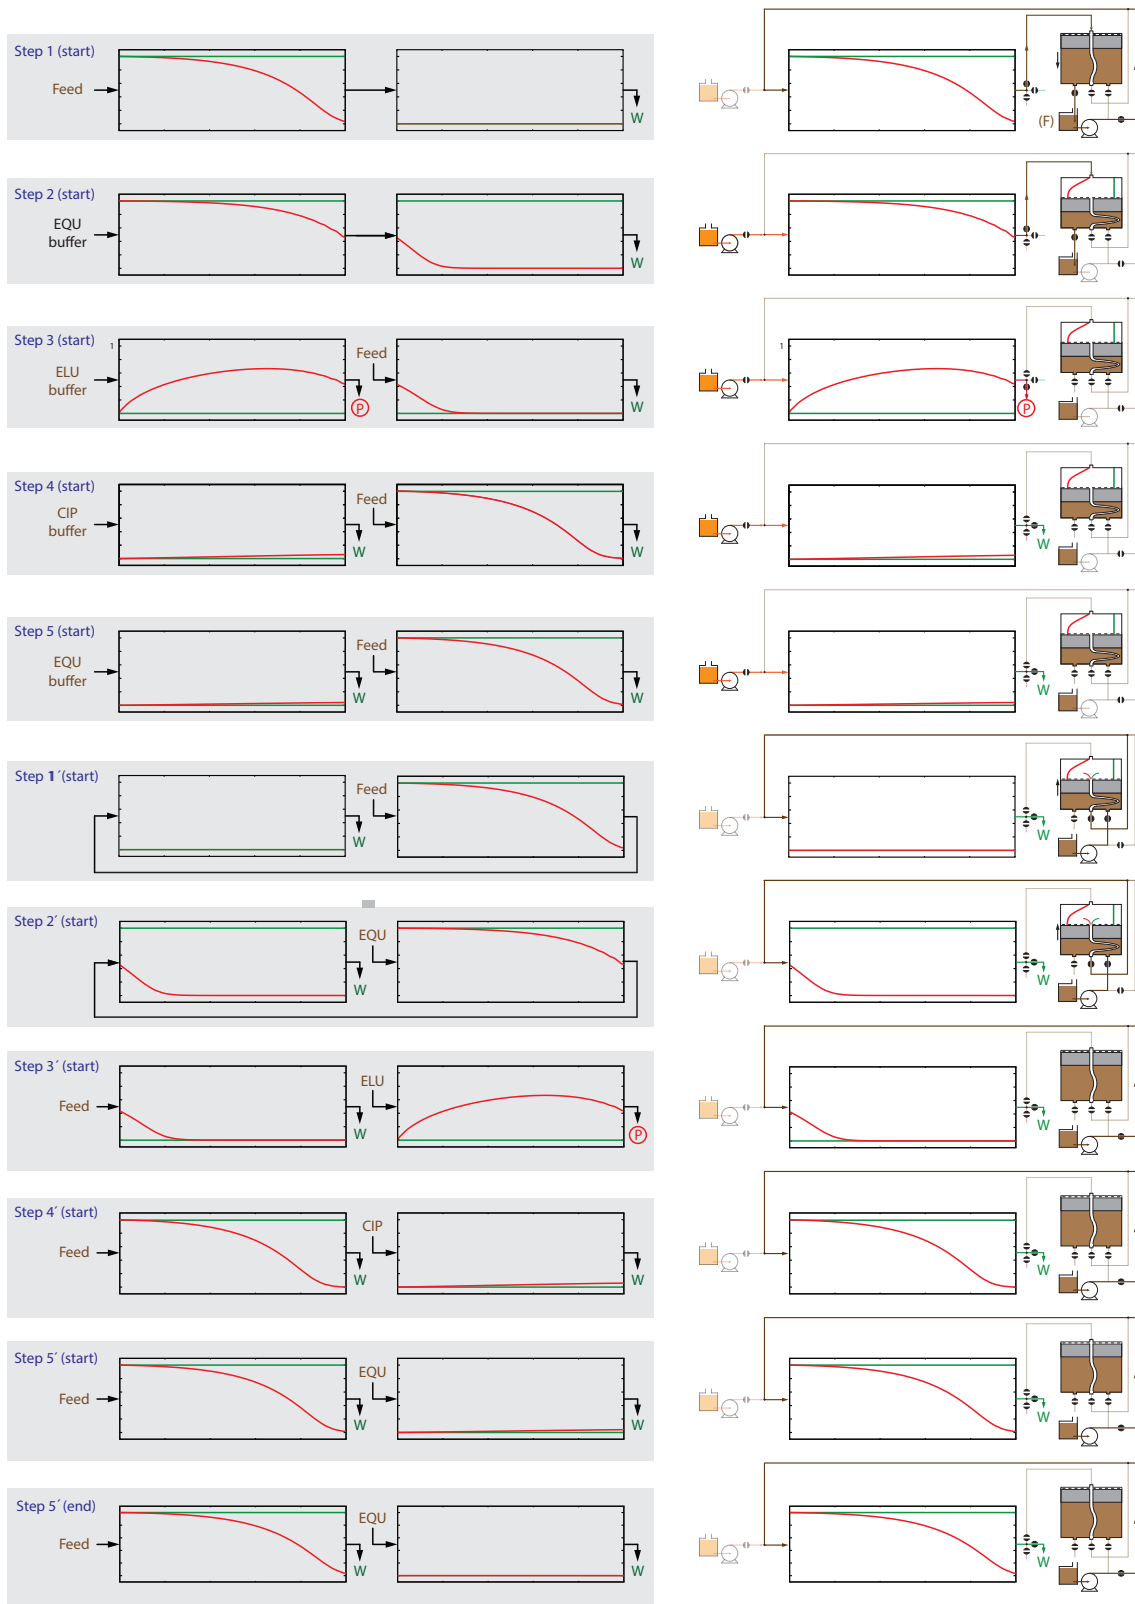 Step 1 (start)
Feed
W
(F)
Step 2 (start)
EQU
buffer
W
Step 3 (start)
1
ELU
buffer
Feed
P
W
1
P
Step 4 (start)
CIP
buffer
Feed
W
W
W
Step 5 (start)
EQU
buffer
Feed
W
W
W
Step 1´(start)
Feed
W
W
Step 2´ (start)
EQU
W
W
Step 3´ (start)
Feed
ELU
W
P
W
Step 4´ (start)
Feed
CIP
W
W
W
Step 5´ (start)
Feed
EQU
W
W
W
Step 5´ (end)
Feed
EQU
W
W
W